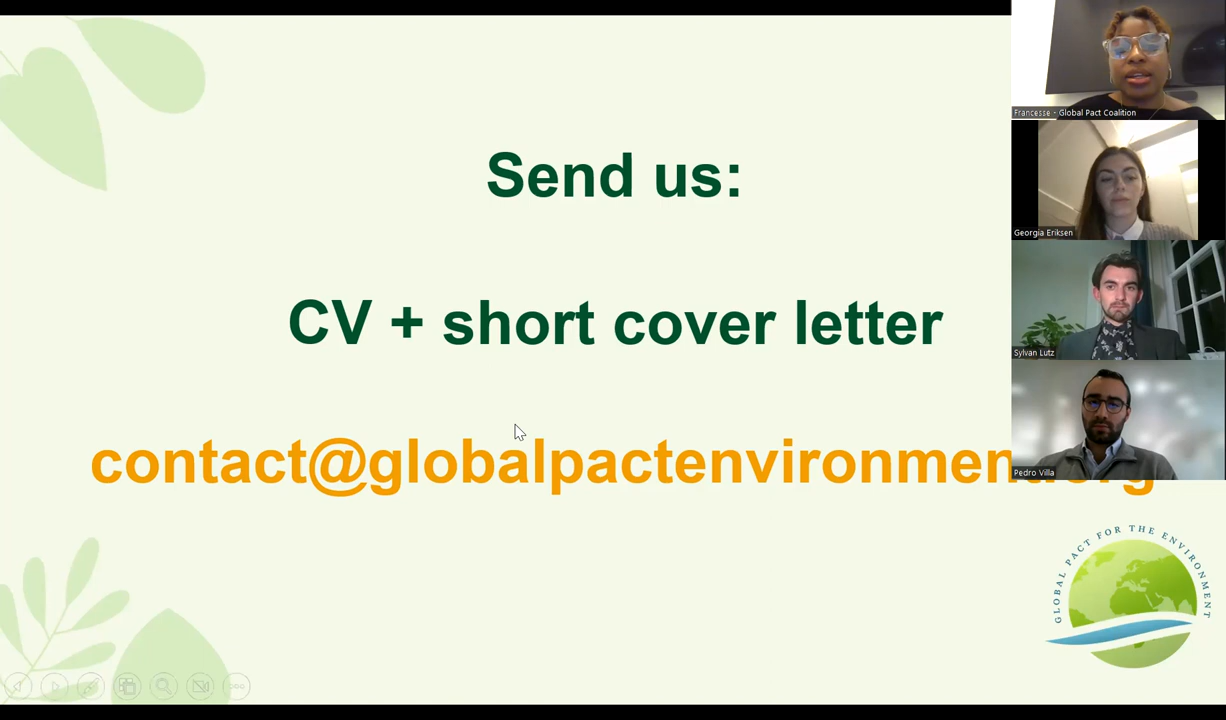 Send us:
CV + short cover letter
contact@globalpactenvironmen
Francesse - Global Pact Coalition
Georgia Eriksen
Sylvan Lutz
Pedro Villa
GLOBAL PACT FOR THE ENVIRONMENT